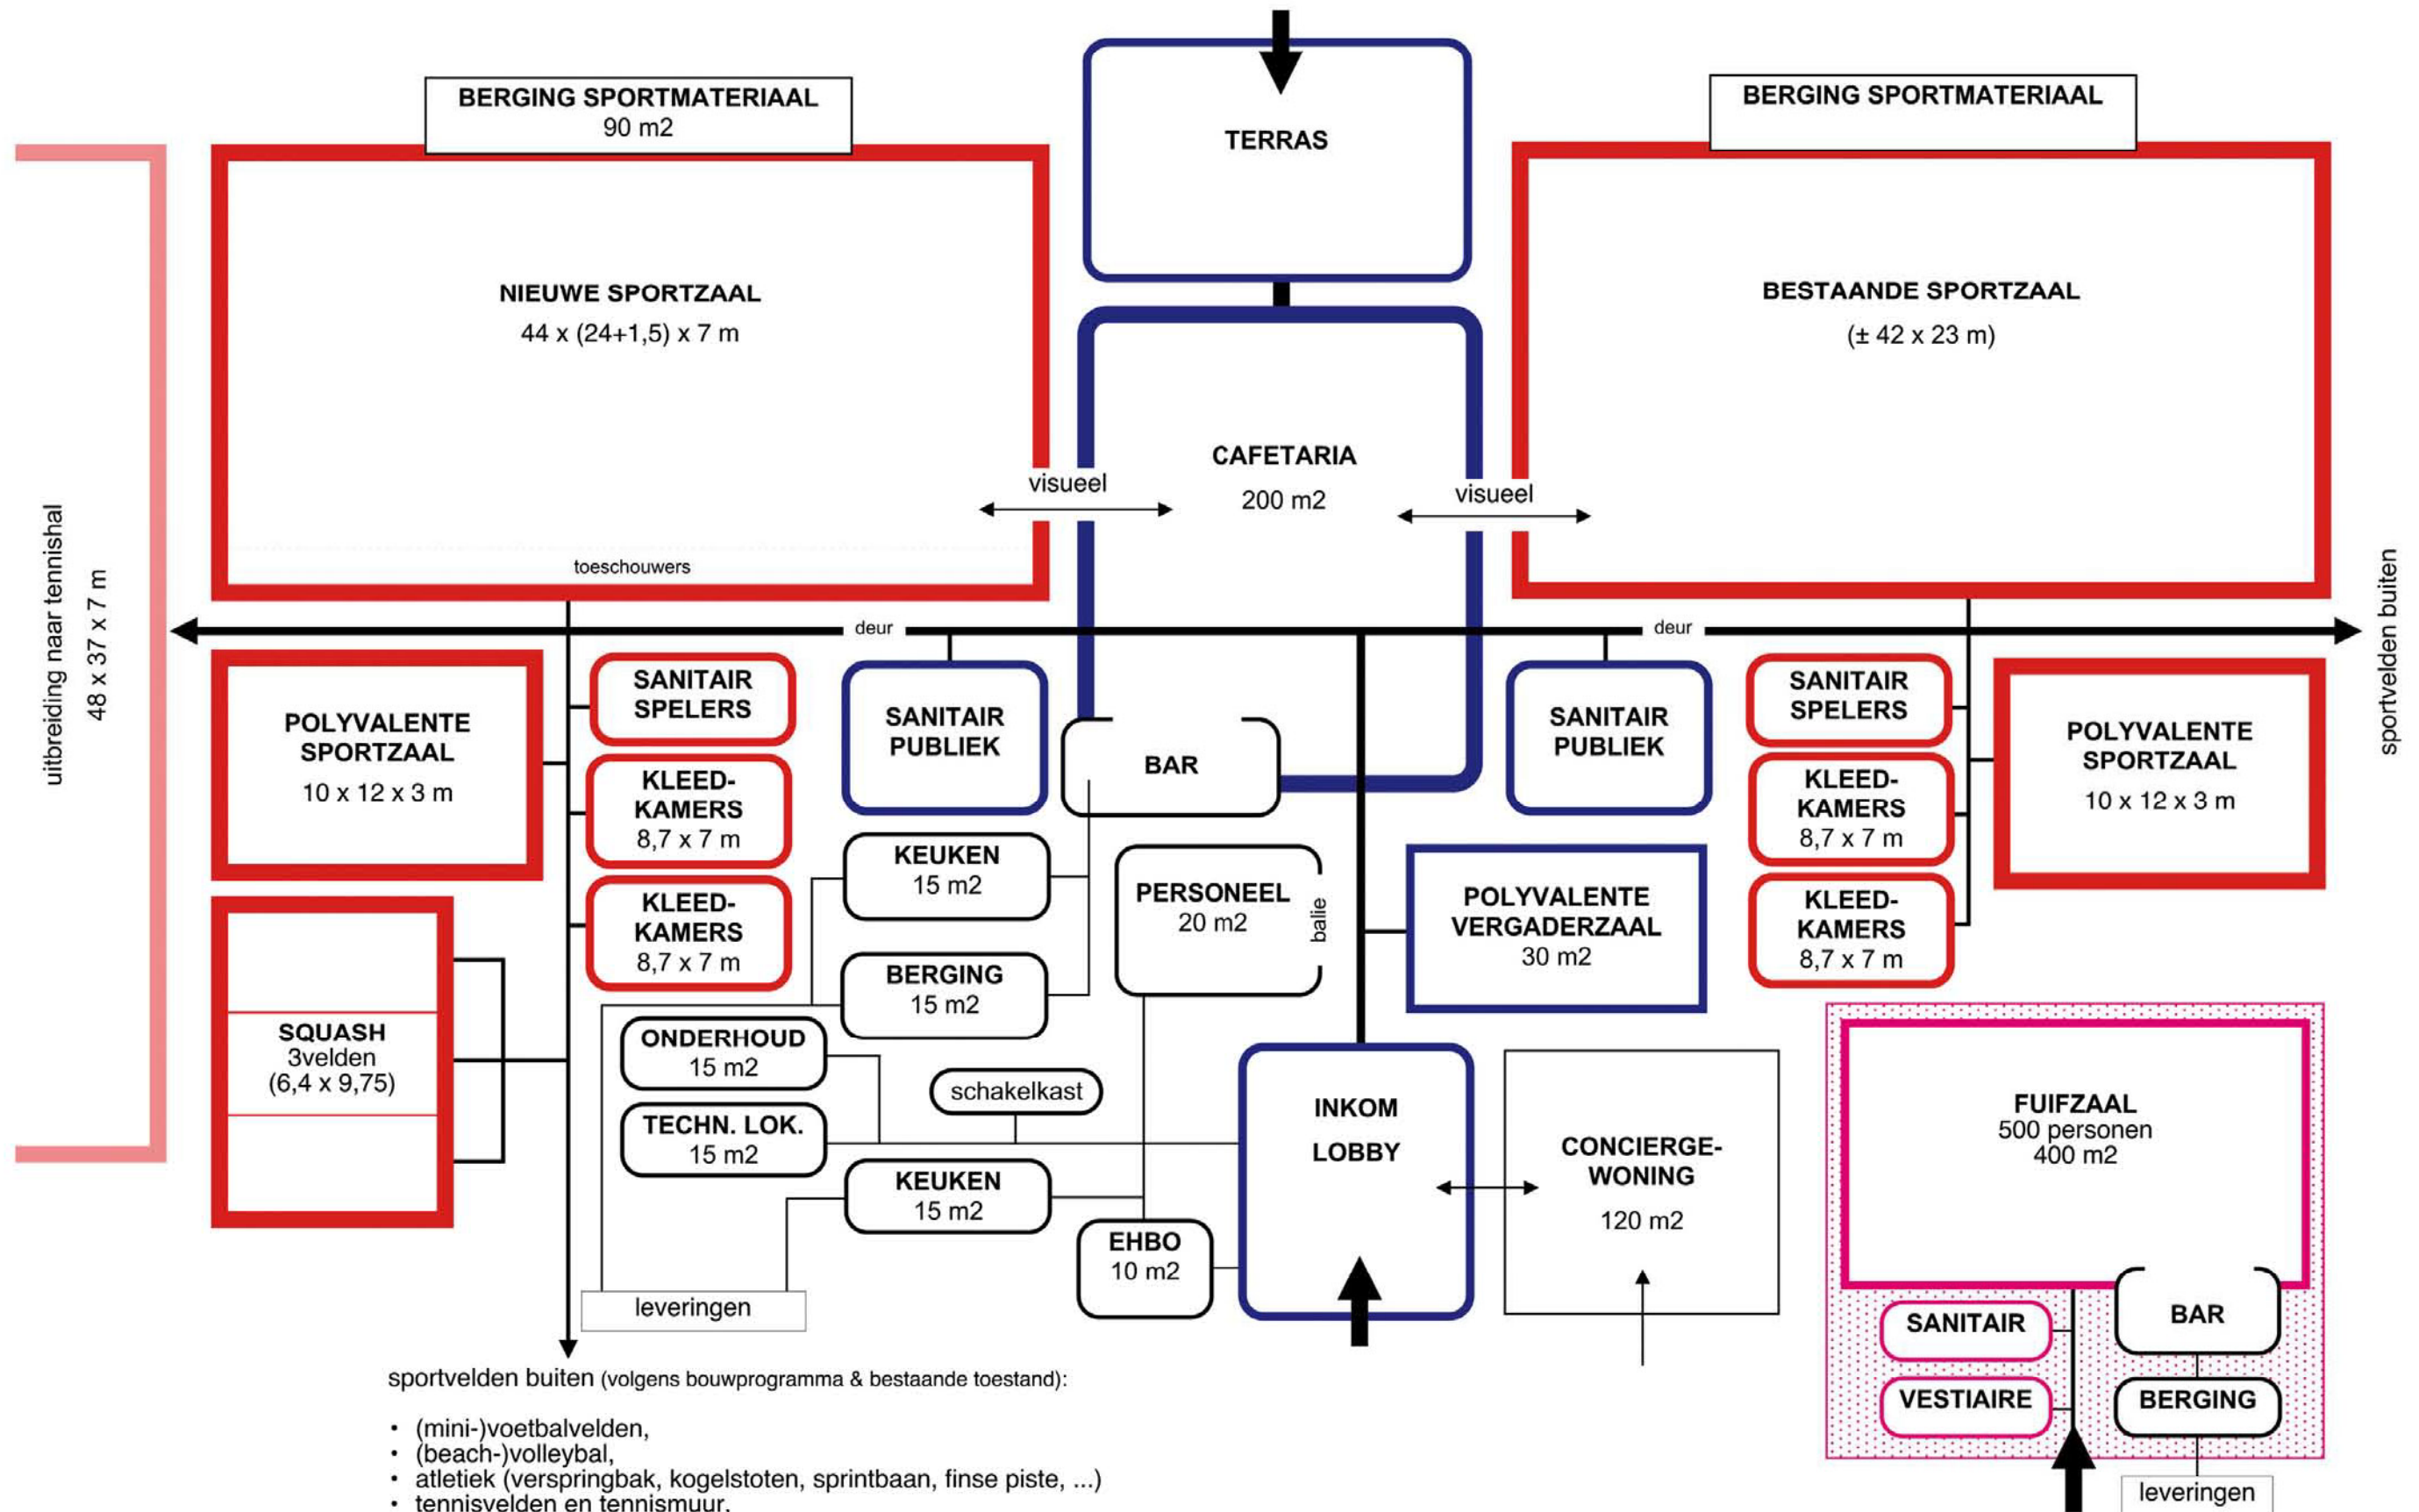 BERGING SPORTMATERIAAL
90 m2
TERRAS
BERGING SPORTMATERIAAL
NIEUWE SPORTZAAL
44 x (24+1,5) x 7 m
toeschouwers
BESTAANDE SPORTZAAL
(± 42 x 23 m)
CAFETARIA
200 m2
visueel
visueel
uitbreiding naar tennishal
48 x 37 x 7 m
sportvelden buiten
deur
deur
POLYVALENTE
SPORTZAAL
10 x 12 x 3 m
SANITAIR
SPELERS
KLEED-
KAMERS
8,7 x 7 m
KLEED-
KAMERS
8,7 x 7 m
SANITAIR
PUBLIEK
BAR
SANITAIR
PUBLIEK
SANITAIR
SPELERS
KLEED-
KAMERS
8,7 x 7 m
KLEED-
KAMERS
8,7 x 7 m
POLYVALENTE
SPORTZAAL
10 x 12 x 3 m
KEUKEN
15 m2
PERSONEEL
20 m2
balie
POLYVALENTE
VERGADERZAAL
30 m2
BERGING
15 m2
SQUASH
3velden
(6,4 x 9,75)
ONDERHOUD
15 m2
schakelkast
TECHN. LOK.
15 m2
KEUKEN
15 m2
EHBO
10 m2
INKOM
LOBBY
CONCIERGE-
WONING
120 m2
leveringen
FUIFZAAL
500 personen
400 m2
SANITAIR
BAR
VESTIAIRE
BERGING
leveringen
sportvelden buiten (volgens bouwprogramma & bestaande toestand):
• (mini-)voetbalvelden,
• (beach-)volleybal,
• atletiek (verspringbak, kogelstoten, sprintbaan, finse piste, ...)
• tennisvelden en tennismuur,